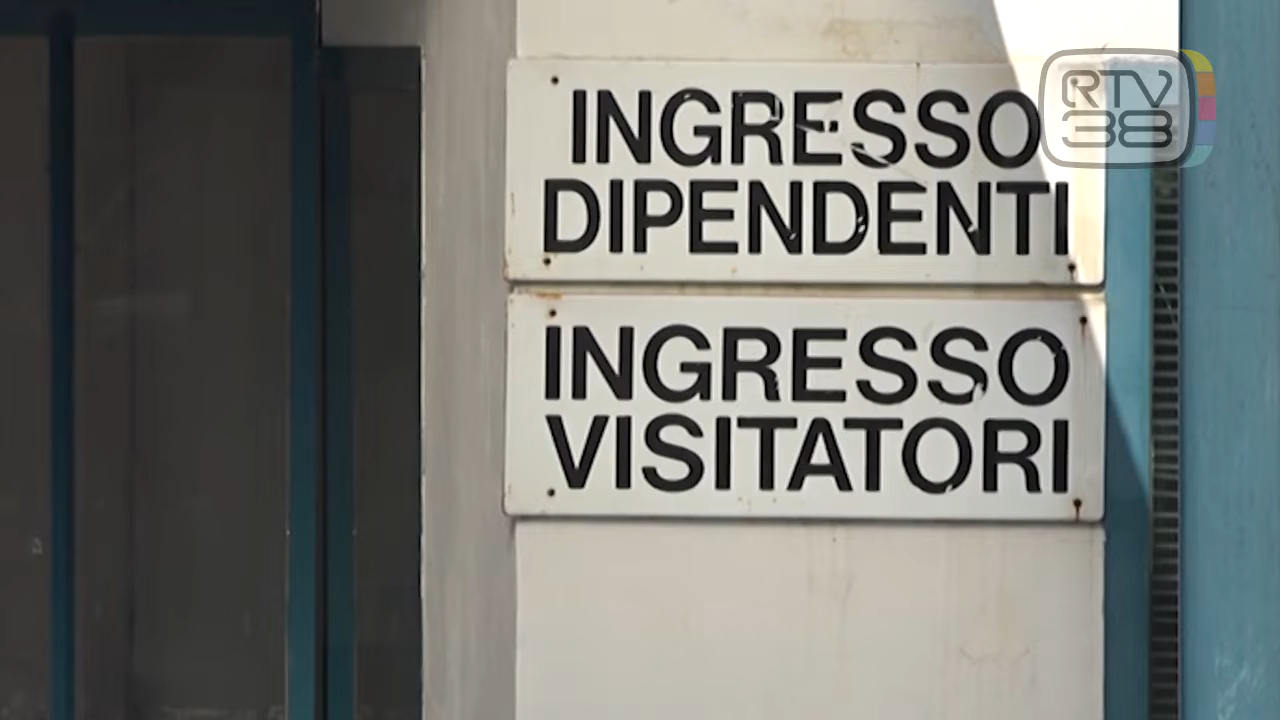 INGRESSO
DIPENDENTI
INGRESSO
VISITATORI
RTV
38